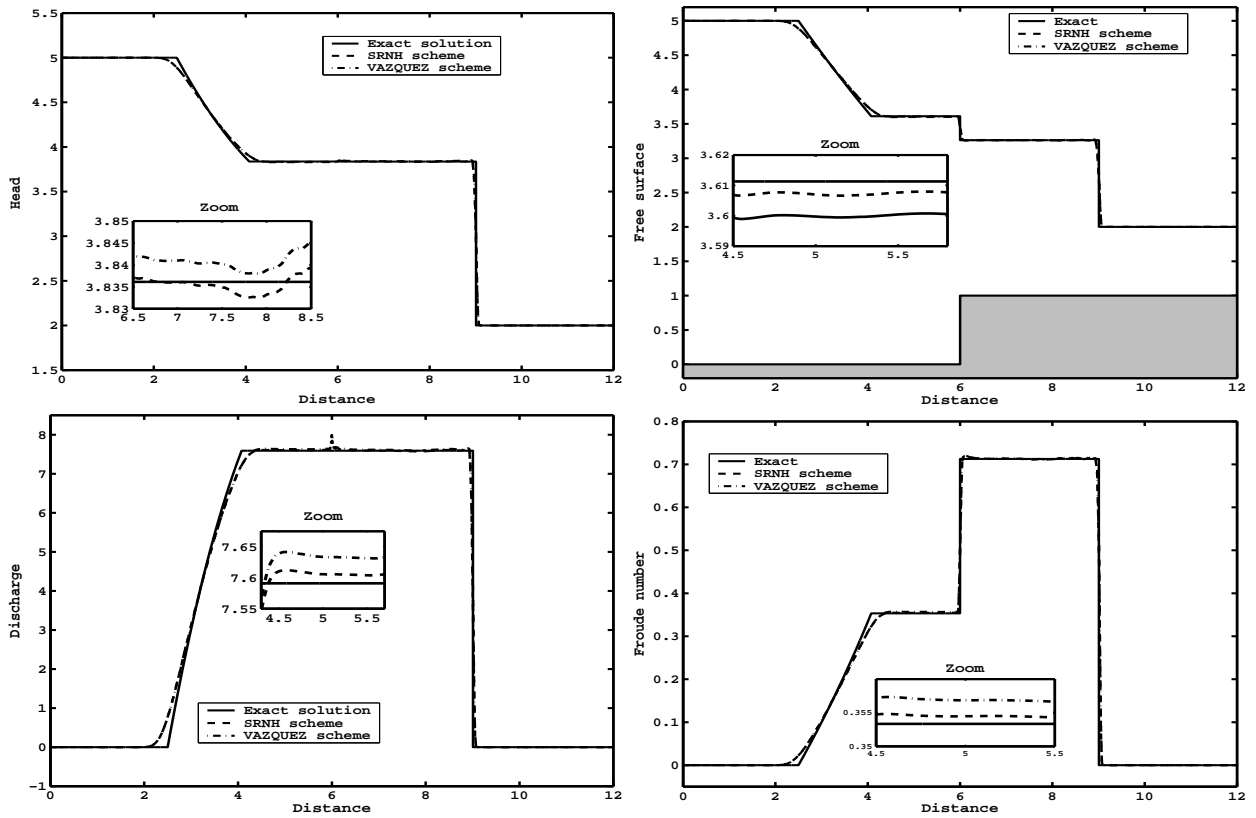 5.5
5
4.5
4
3.5
3
2.5
2
1.5
Head
Exact solution
SRNH scheme
VAZQUEZ scheme
Zoom
3.85
3.845
3.84
3.835
3.83
6.5 7 7.5 8 8.5
0 2 4 6 8 10 12
Distance
5
4.5
4
3.5
3
2.5
2
1.5
1
0.5
0
Free surface
Exact
SRNH scheme
VAZQUEZ scheme
Zoom
3.62
3.61
3.6
3.59
4.5 5 5.5
0 2 4 6 8 10 12
Distance
8
7
6
5
4
3
2
1
0
-1
Discharge
Zoom
7.65
7.6
7.55
4.5 5 5.5
Exact solution
SRNH scheme
VAZQUEZ scheme
0 2 4 6 8 10 12
Distance
0.8
0.7
0.6
0.5
0.4
0.3
0.2
0.1
0
Froude number
Exact
SRNH scheme
VAZQUEZ scheme
Zoom
0.355
0.35
4.5 5 5.5
0 2 4 6 8 10 12
Distance